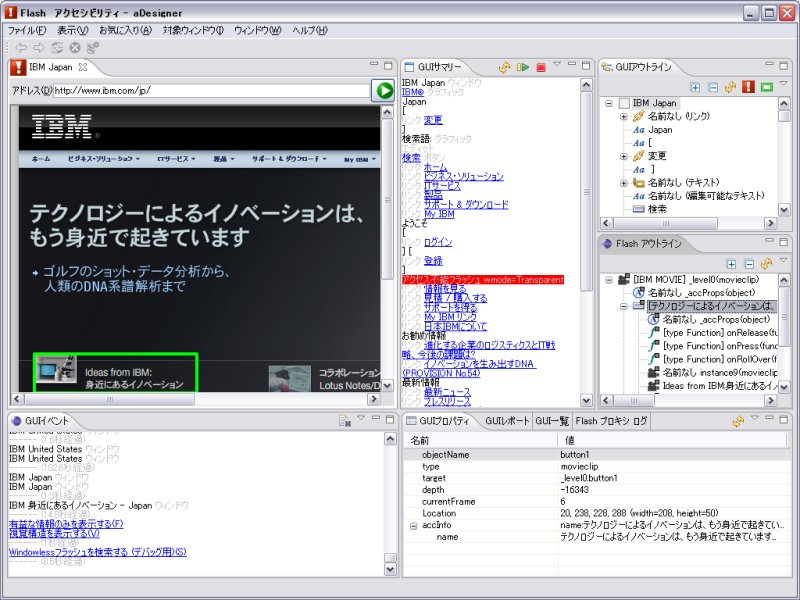 Flash アクセシビリティ - aDesigner
ファイル(F) 表示(V) お気に入り(A) 対象ウィンドウ(I) ウィンドウ(W) ヘルプ(H)
IBM Japan
アドレス(D) http://www.ibm.com/jp/
IBM
ホーム ビジネス・ソリューション ITサービス 製品 サポート & ダウンロード My IBM
テクノロジーによるイノベーションは、
もう身近で起きています
ゴルフのショット・データ分析から、
人類のDNA系譜解析まで
Ideas from IBM:
身近にあるイノベーション
コラボレーション
Lotus Notes/D
GUIサマリー
IBM Japan ウィンドウ
IBM® グラフィック
Japan
[
リンク 変更
]
検索語: グラフィック
エディット
検索 ボタン
リンク ホーム
リンク ビジネス・ソリューション
リンク ITサービス
リンク 製品
リンク サポート & ダウンロード
リンク My IBM
ようこそ
[
リンク ログイン
] [
リンク 登録
]
アクセス不能フラッシュ wmode=Transparent
リンク 情報を見る
リンク 見積 / 購入する
リンク サポートを得る
リンク My IBM リンク
リンク 日本IBMについて
お勧め情報
リンク 進化する企業のロジスティクスとIT戦
略、今後の課題は?
リンク イノベーションを生み出すDNA
(PROVISION No.54)
最新情報
リンク 最新ニュース
リンク プレスリリース
GUIアウトライン
IBM Japan
名前なし (リンク)
Aa Japan
Aa [
変更
Aa ]
名前なし (テキスト)
Aa 名前なし (編集可能なテキスト)
検索
Flash アウトライン
[IBM MOVIE] _level0(movieclip)
名前なし _accProps(object)
[テクノロジーによるイノベーションは、
名前なし _accProps(object)
[type Function] onRelease(fu
[type Function] onPress(func
[type Function] onRollOver(f
名前なし instance9(movieclip)
Ideas from IBM:身近にあるイノ
GUIイベント
IBM United States ウィンドウ
------ (1.6秒経過)
IBM United States ウィンドウ
IBM United States ウィンドウ
------ (102.6秒経過)
IBM Japan ウィンドウ
IBM Japan ウィンドウ
------ (1.3秒経過)
IBM 身近にあるイノベーション - Japan ウィンドウ
------ (14.8秒経過)
有益な情報のみを表示する(F)
視覚構造を表示する(V)
------ (1秒経過)
Windowlessフラッシュを検索する (デバッグ用)(S)
------ (8.5秒経過)
GUIプロパティ GUIレポート GUI一覧 Flash プロキシ ログ
名前 値
objectName button1
type movieclip
target _level0.button1
depth -16343
currentFrame 6
Location 20, 238, 228, 288 (width=208, height=50)
accInfo name:テクノロジーによるイノベーションは、もう身近で起きてい...
name テクノロジーによるイノベーションは、もう身近で起きています...